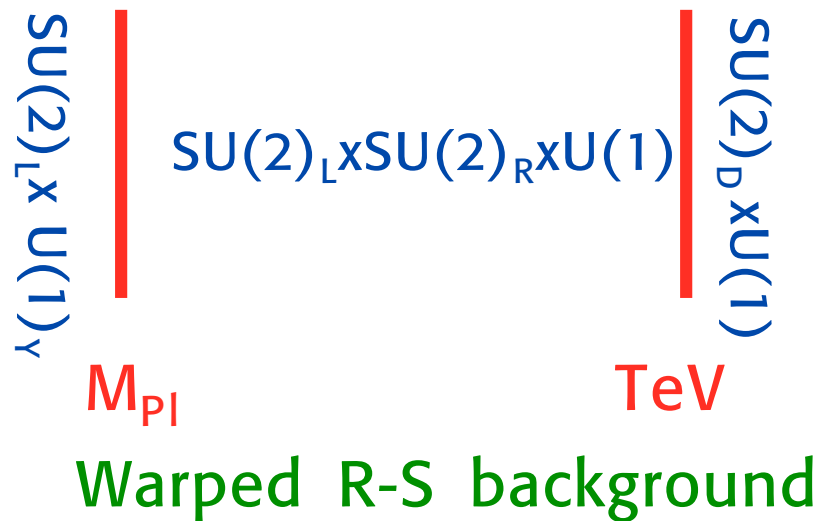 SU(2)LxU(1)Y
SU(2)LxSU(2)RxU(1)
SU(2)DxU(1)
MPl
TeV
Warped R-S background